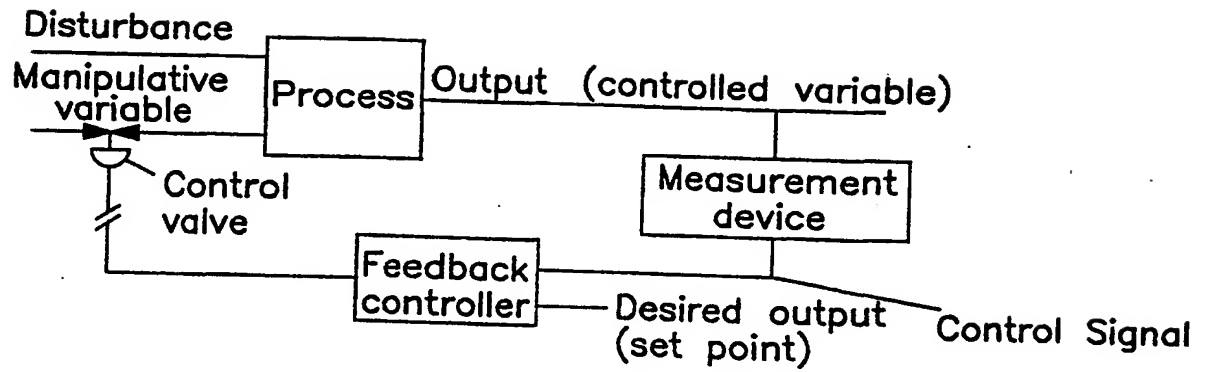 Disturbance
Manipulative
variable
Process
Output (controlled variable)
Control
valve
Measurement
device
Feedback
controller
Desired output
(set point)
Control Signal